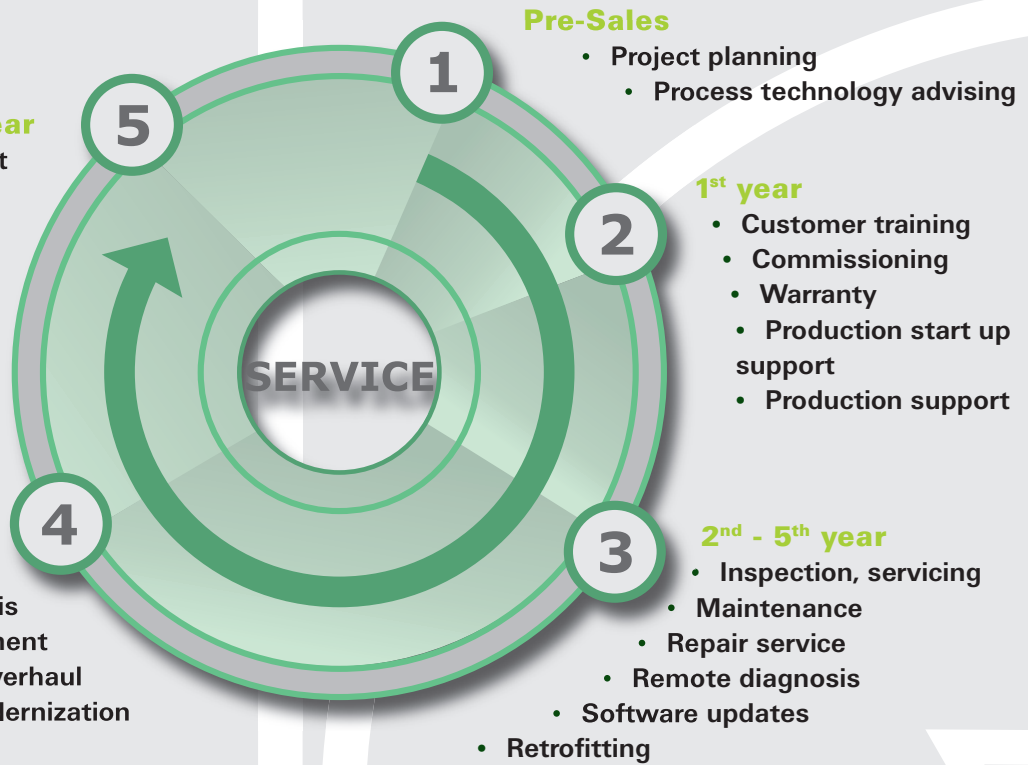 Pre-Sales
• Project planning
• Process technology advising
1
1st year
• Customer training
• Commissioning
• Warranty
• Production start up
support
• Production support
2
2nd - 5th year
• Inspection, servicing
• Maintenance
• Repair service
• Remote diagnosis
• Software updates
• Retrofitting
3
4
5
SERVICE